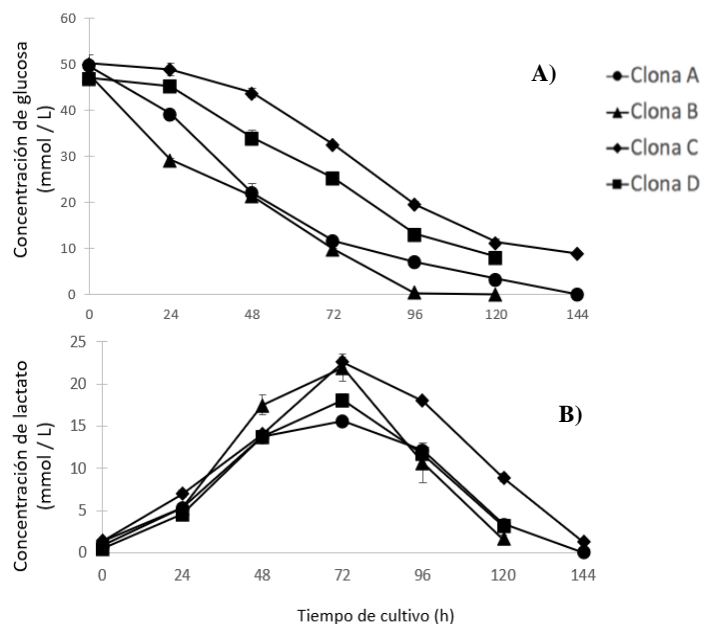 Concentración de glucosa
(mmol / L)
60
50
40
30
20
10
0
0 24 48 72 96 120 144
A)
Clona A
Clona B
Clona C
Clona D
Concentración de lactato
(mmol / L)
25
20
15
10
5
0
0 24 48 72 96 120 144
B)
Tiempo de cultivo (h)